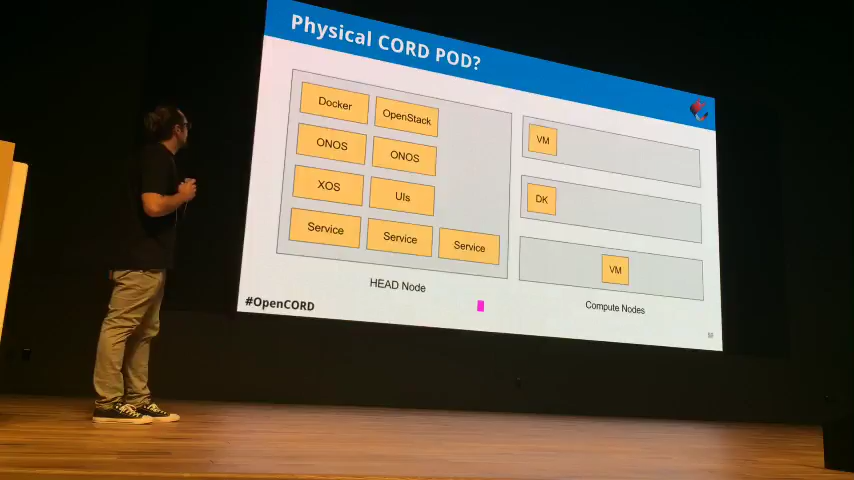 Physical CORD POD?
Docker
OpenStack
ONOS
ONOS
XOS
UIs
Service
Service
Service
HEAD Node
VM
DK
VM
Compute Nodes
#OpenCORD